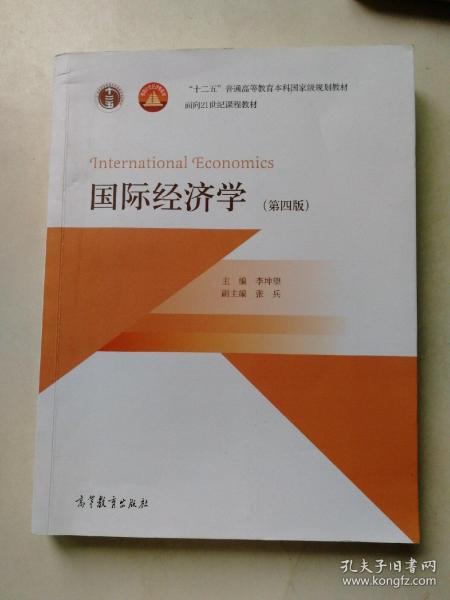 "十二五"普通高等教育本科国家级规划教材
面向21世纪课程教材
International Economics
国际经济学 (第四版)
主 编 李坤望
副主编 张 兵
高等教育出版社
孔夫子旧书网
www.kongfz.com